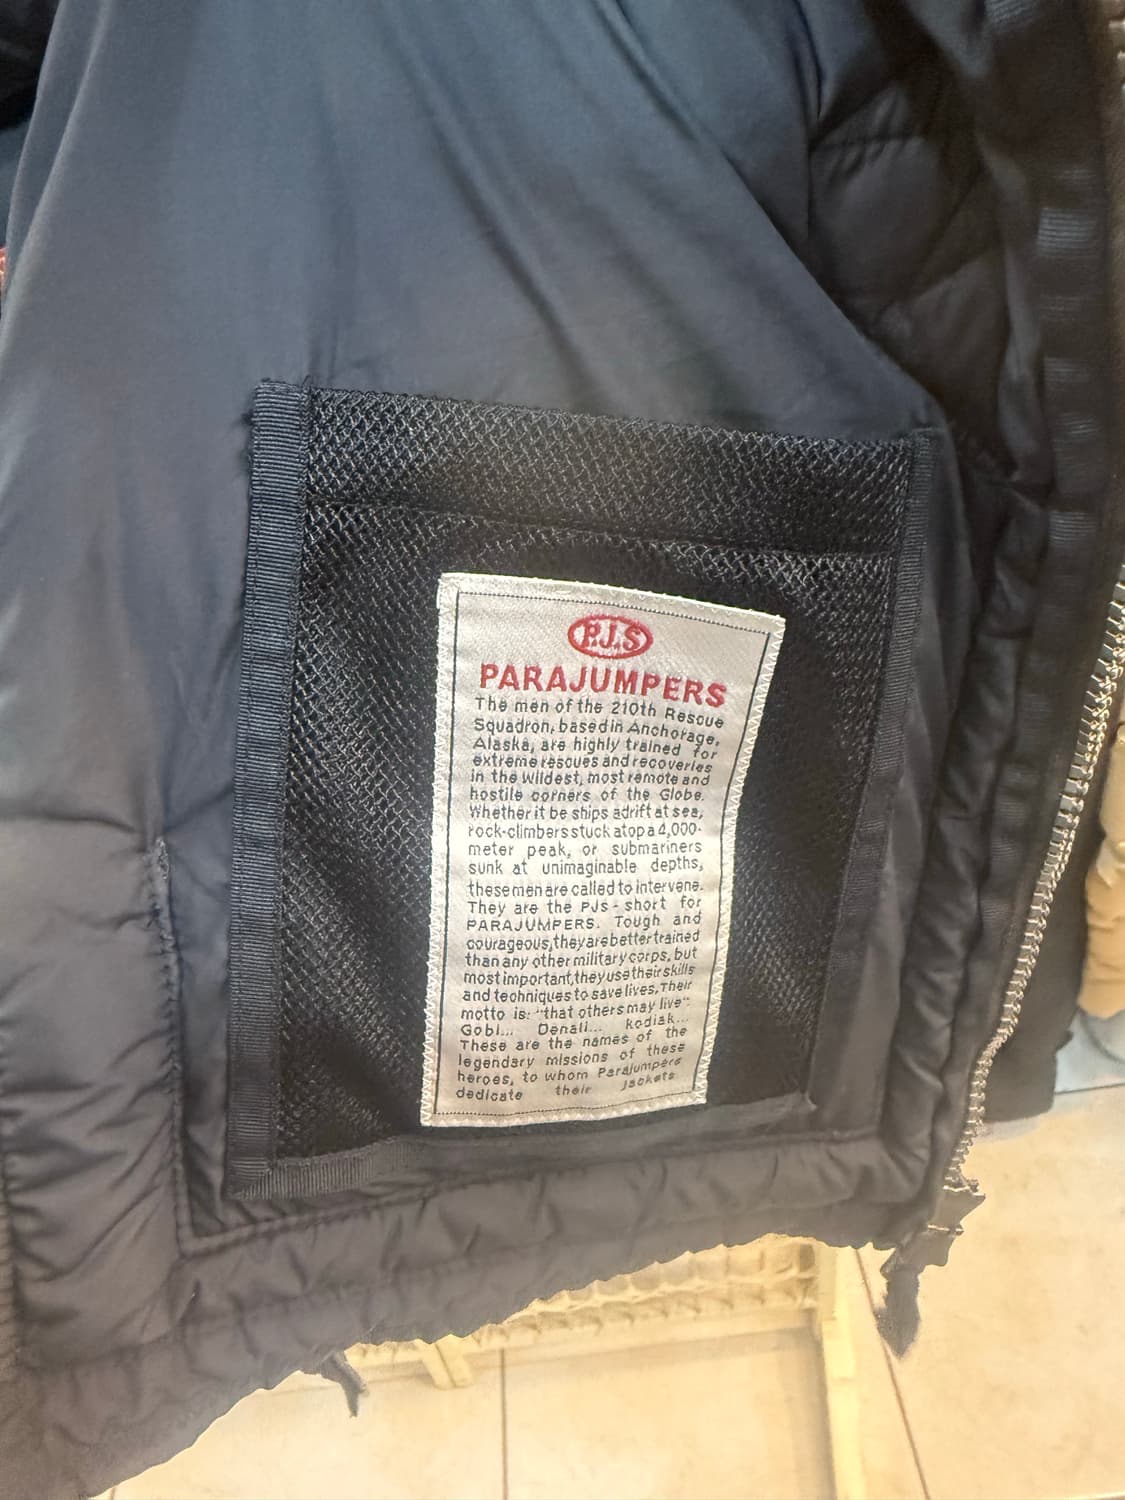 P.J.S
PARAJUMPERS
The men of the 210th Rescue
Squadron, based in Anchorage,
Alaska, are highly trained for
extreme rescues and recoveries
in the wildest, most remote and
hostile corners of the Globe.
Whether it be ships adrift at sea,
rock-climbers stuck atop a 4,000-
meter peak, or submariners
sunk at unimaginable depths,
these men are called to intervene.
They are the PJs - short for
PARAJUMPERS. Tough and
courageous, they are better trained
than any other military corps, but
most important, they use their skills
and techniques to save lives. Their
motto is: "that others may live".
Gobi... Denali... kodiak...
These are the names of the
legendary missions of these
heroes, to whom Parajumpers
dedicate their jackets